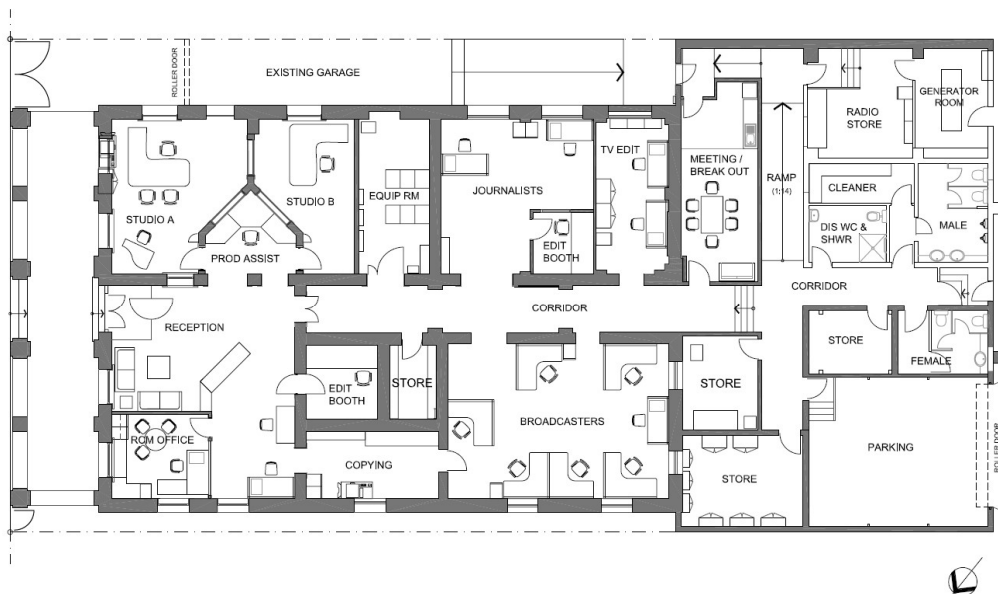 ROLLER DOOR
EXISTING GARAGE
GENERATOR
ROOM
RADIO
STORE
TV EDIT
MEETING /
BREAK OUT
RAMP
(1:14)
JOURNALISTS
EQUIP RM
STUDIO B
STUDIO A
CLEANER
DIS WC &
SHWR
MALE
EDIT
BOOTH
PROD ASSIST
CORRIDOR
CORRIDOR
RECEPTION
STORE
FEMALE
EDIT
BOOTH
STORE
STORE
BROADCASTERS
ROM OFFICE
COPYING
STORE
PARKING
ROLLER DOOR